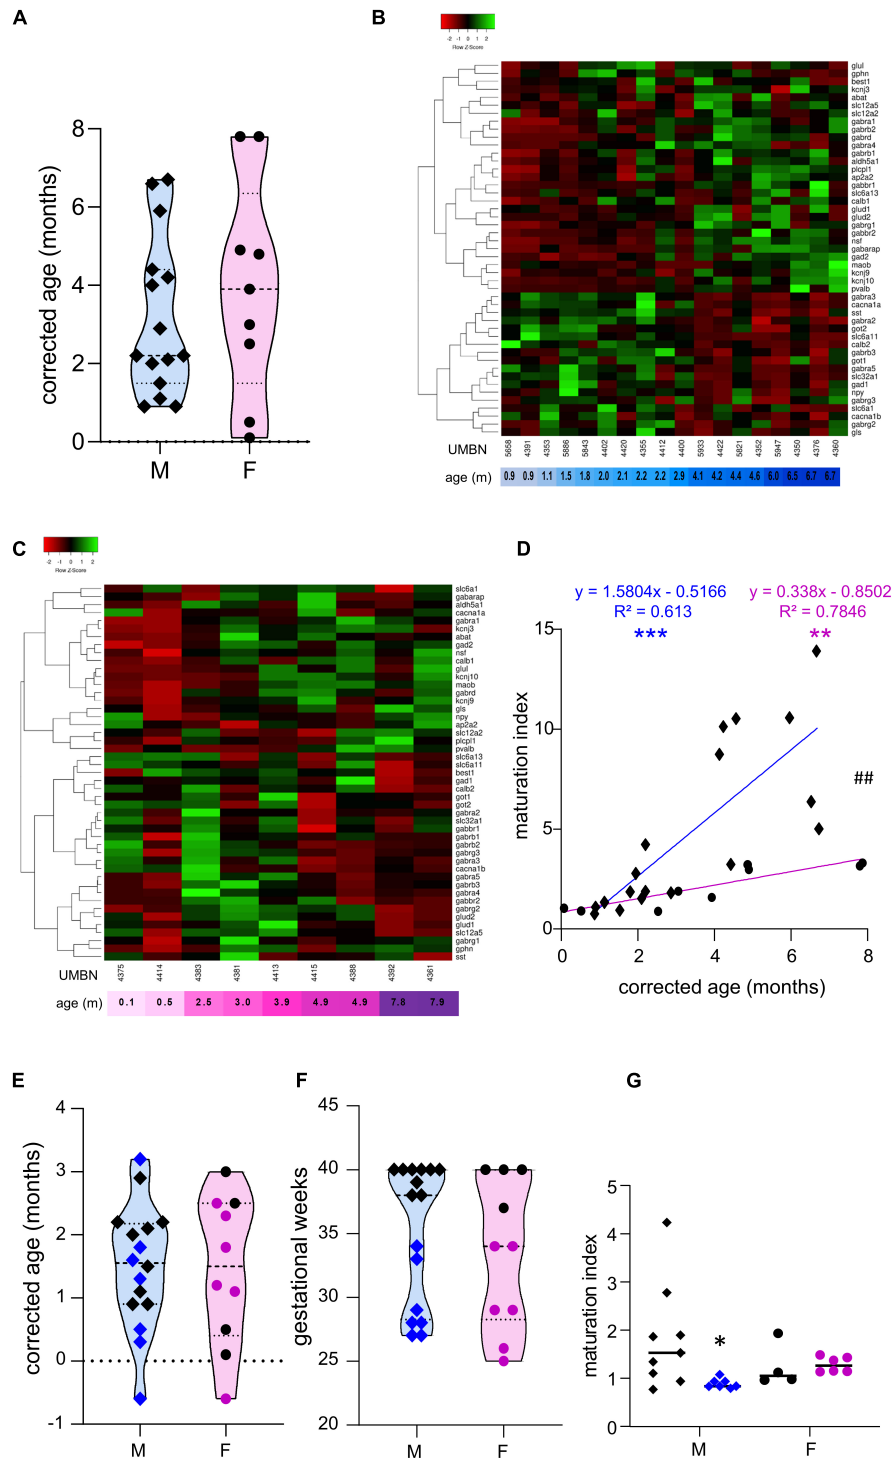 A
corrected age (months)
8
6
4
2
0
M F
B
-2 -1 0 1 2
Row Z-Score
glul
gphn
best1
kcnj3
abat
slc12a5
slc12a2
gabra1
gabrb2
gabrd
gabra4
gabrb1
aldh5a1
plcpl1
ap2a2
gabbr1
slc6a13
calb1
glud1
glud2
gabrg1
gabbr2
nsf
gabarap
gad2
maob
kcnj9
kcnj10
pvalb
gabra3
cacna1a
sst
gabra2
got2
slc6a11
calb2
gabrb3
got1
gabra5
slc32a1
gad1
npy
gabrg3
slc6a1
cacna1b
gabrg2
gls
UMBN 5658 4391 4353 5886 5843 4402 4420 4355 4412 4400 5933 4422 5821 4352 5947 4350 4376 4360
age (m) 0.9 0.9 1.1 1.5 1.8 2.0 2.1 2.2 2.2 2.9 4.1 4.2 4.4 4.6 6.0 6.5 6.7 6.7
C
-2 -1 0 1 2
Row Z-Score
slc6a1
gabarap
aldh5a1
cacna1a
gabra1
kcnj3
abat
gad2
nsf
calb1
glul
kcnj10
maob
gabrd
kcnj9
gls
npy
ap2a2
slc12a2
plcpl1
pvalb
slc6a13
slc6a11
best1
gad1
calb2
got1
got2
gabra2
slc32a1
gabbr1
gabrb1
gabrb2
gabrg3
gabra3
cacna1b
gabra5
gabrb3
gabra4
gabbr2
gabrg2
glud2
glud1
slc12a5
gabrg1
gphn
sst
UMBN 4375 4414 4383 4381 4413 4415 4388 4392 4361
age (m) 0.1 0.5 2.5 3.0 3.9 4.9 4.9 7.8 7.9
D
y = 1.5804x - 0.5166
R² = 0.613
***
y = 0.338x - 0.8502
R² = 0.7846
**
maturation index
15
10
5
0
##
0 2 4 6 8
corrected age (months)
E
corrected age (months)
4
3
2
1
0
-1
M F
F
gestational weeks
45
40
35
30
25
20
M F
G
maturation index
5
4
3
2
1
0
*
M F